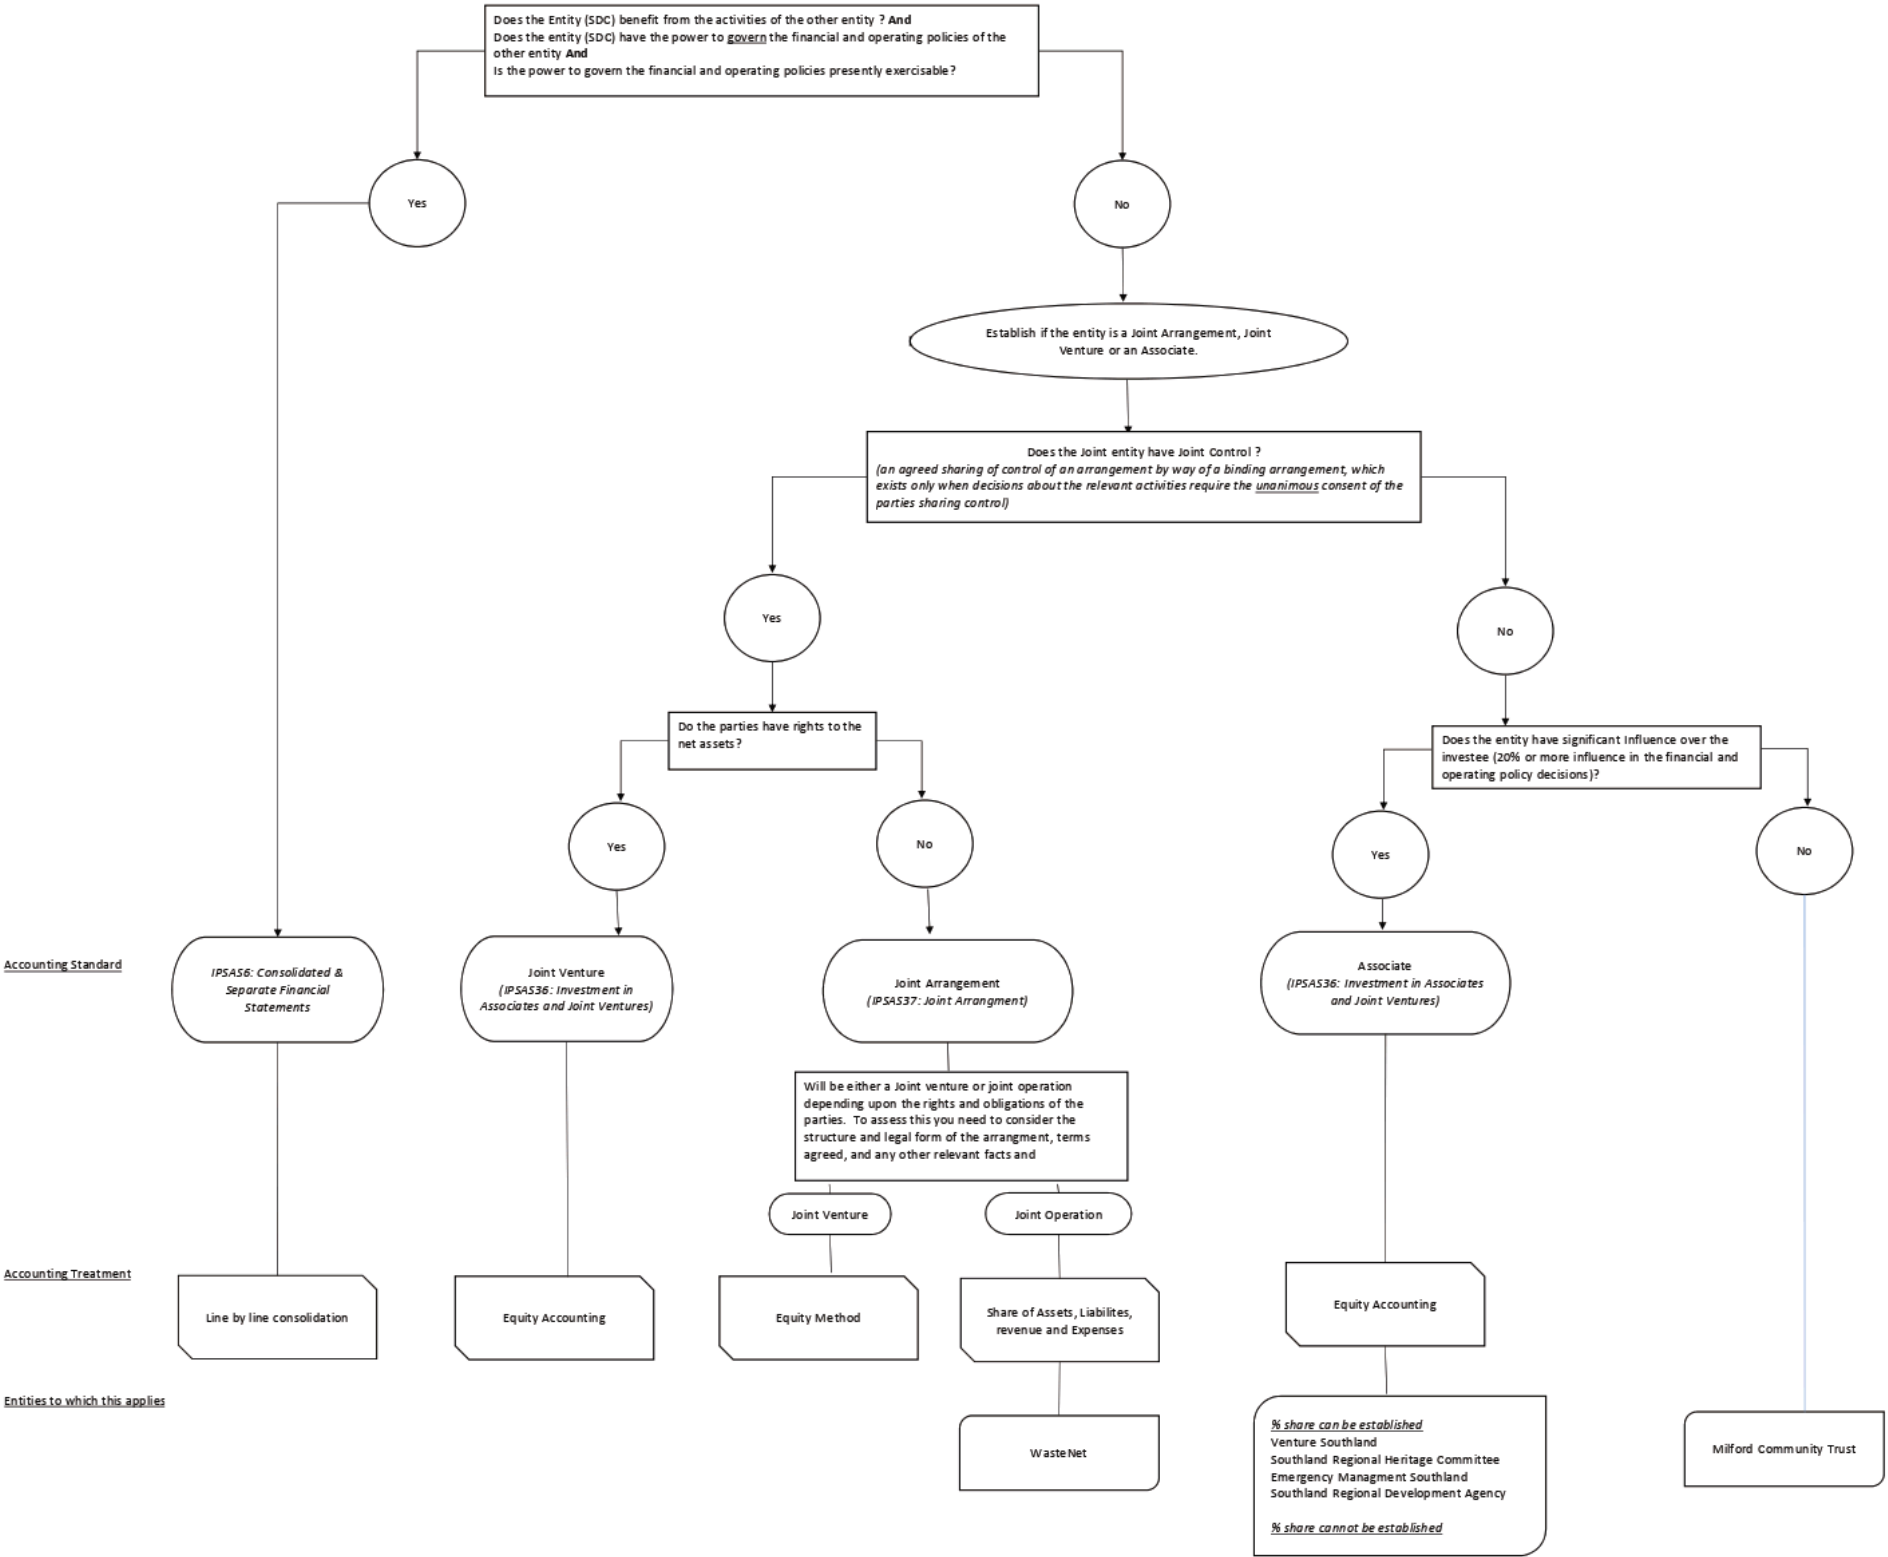 Does the Entity (SDC) benefit from the activities of the other entity ? And
Does the entity (SDC) have the power to govern the financial and operating policies of the
other entity And
Is the power to govern the financial and operating policies presently exercisable?
Yes
No
Establish if the entity is a Joint Arrangement, Joint
Venture or an Associate.
Does the Joint entity have Joint Control ?
(an agreed sharing of control of an arrangement by way of a binding arrangement, which
exists only when decisions about the relevant activities require the unanimous consent of the
parties sharing control)
Yes
No
Do the parties have rights to the
net assets?
Does the entity have significant Influence over the
investee (20% or more influence in the financial and
operating policy decisions)?
Yes
No
Yes
No
Accounting Standard
IPSAS6: Consolidated &
Separate Financial
Statements
Joint Venture
(IPSAS36: Investment in
Associates and Joint Ventures)
Joint Arrangement
(IPSAS37: Joint Arrangment)
Associate
(IPSAS36: Investment in Associates
and Joint Ventures)
Will be either a Joint venture or joint operation
depending upon the rights and obligations of the
parties. To assess this you need to consider the
structure and legal form of the arrangment, terms
agreed, and any other relevant facts and
Joint Venture
Joint Operation
Accounting Treatment
Line by line consolidation
Equity Accounting
Equity Method
Share of Assets, Liabilites,
revenue and Expenses
Equity Accounting
Entities to which this applies
WasteNet
% share can be established
Venture Southland
Southland Regional Heritage Committee
Emergency Managment Southland
Southland Regional Development Agency
% share cannot be established
Milford Community Trust